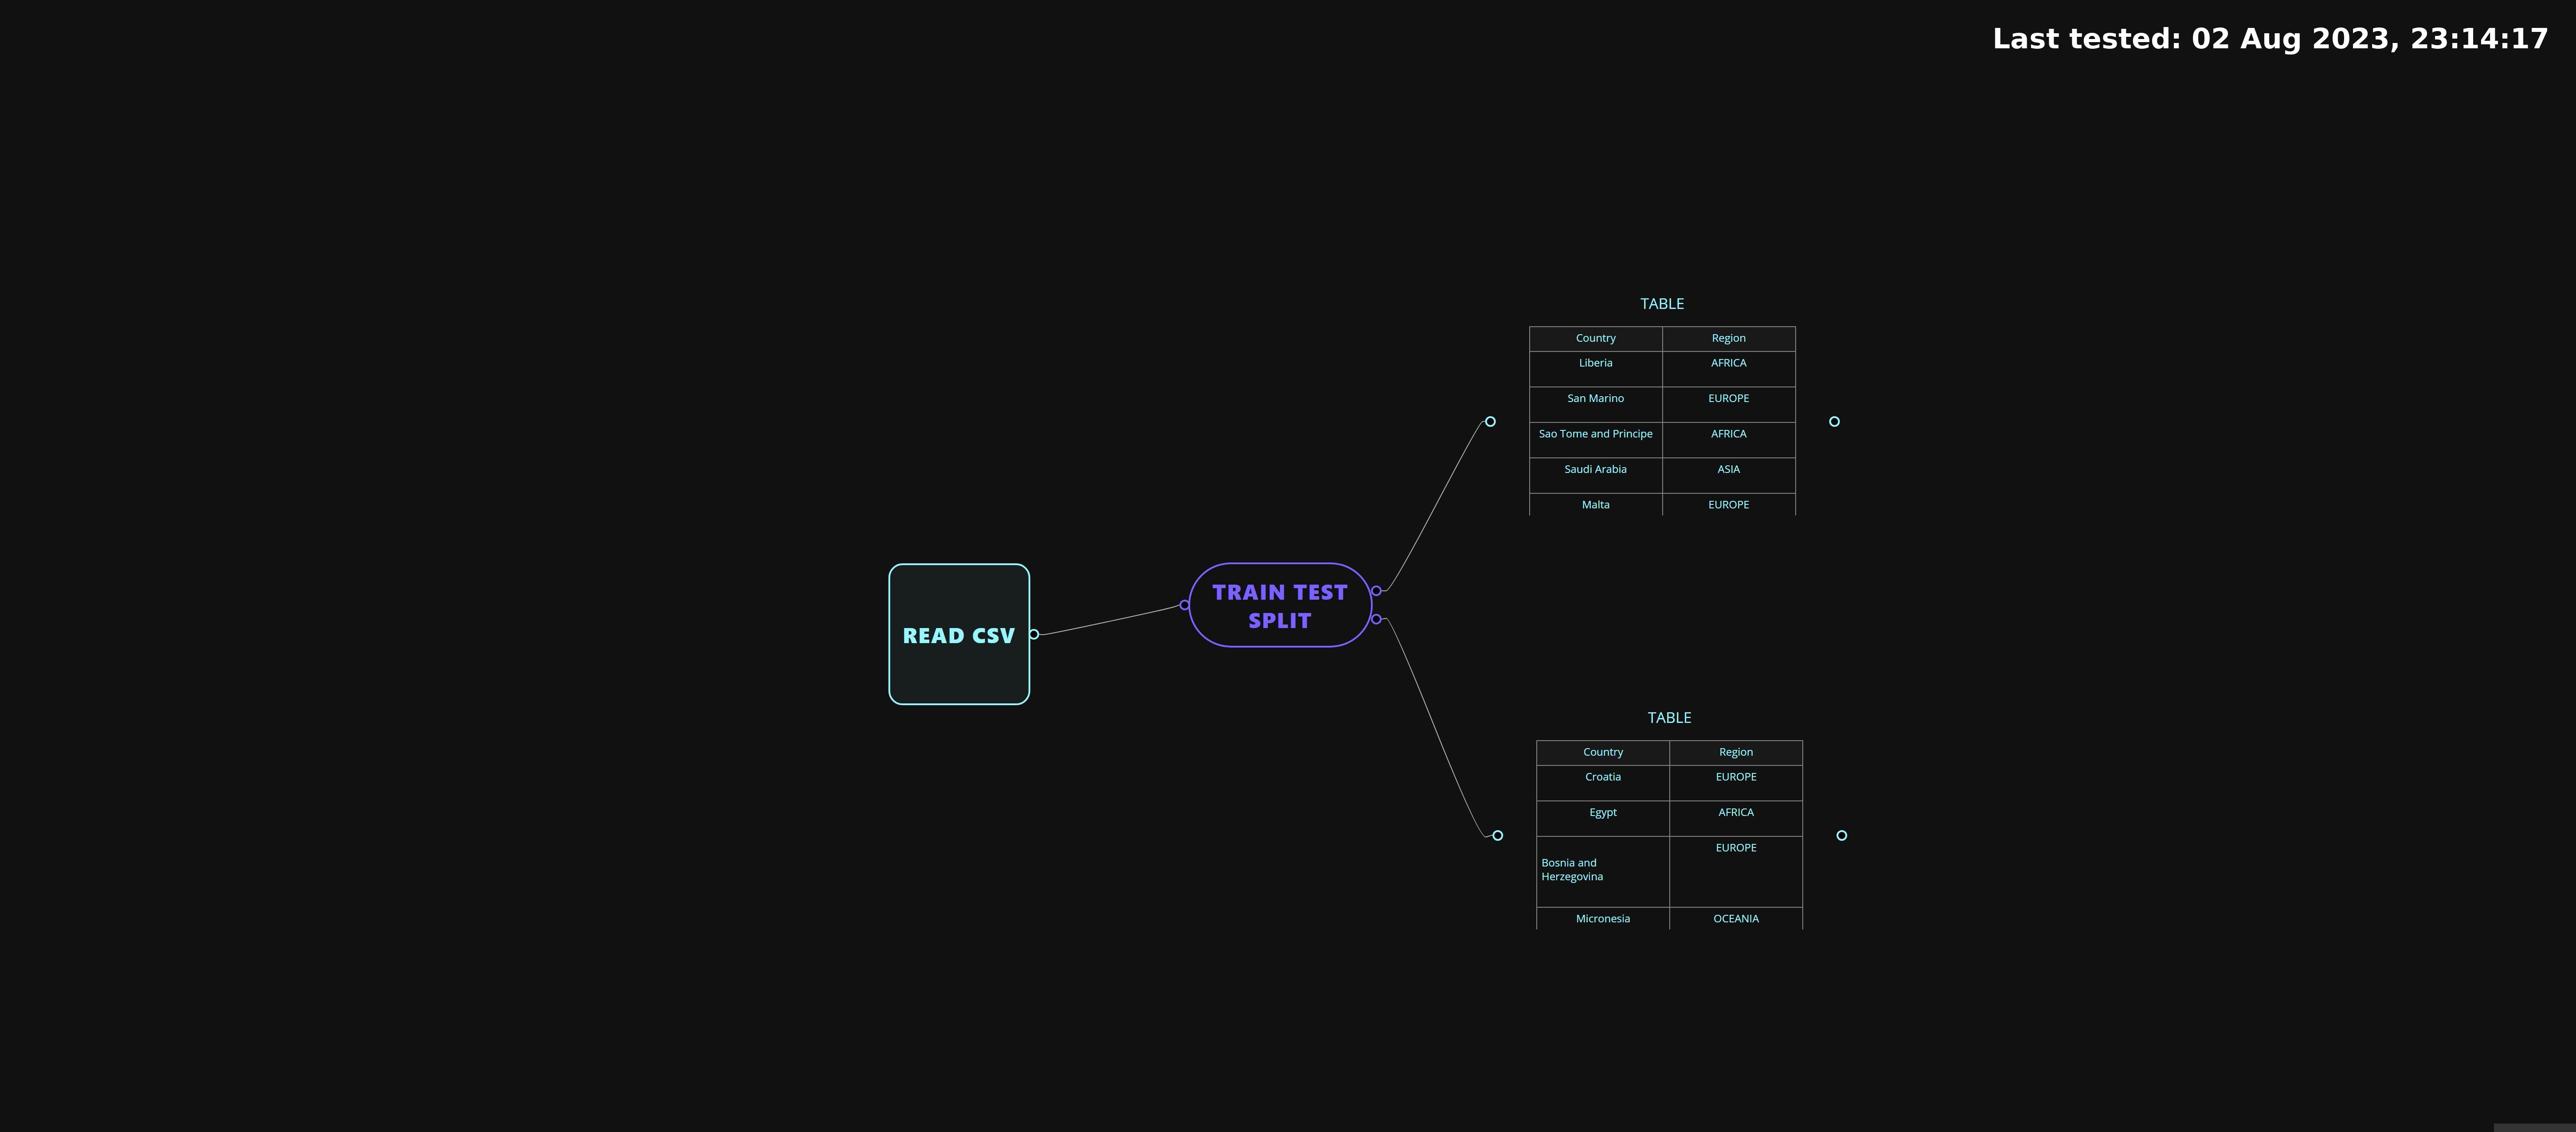 Last tested: 02 Aug 2023, 23:14:17
TABLE
Country Region
Liberia AFRICA
San Marino EUROPE
Sao Tome and Principe AFRICA
Saudi Arabia ASIA
Malta EUROPE
READ CSV
TRAIN TEST
SPLIT
TABLE
Country Region
Croatia EUROPE
Egypt AFRICA
EUROPE
Bosnia and
Herzegovina
Micronesia OCEANIA